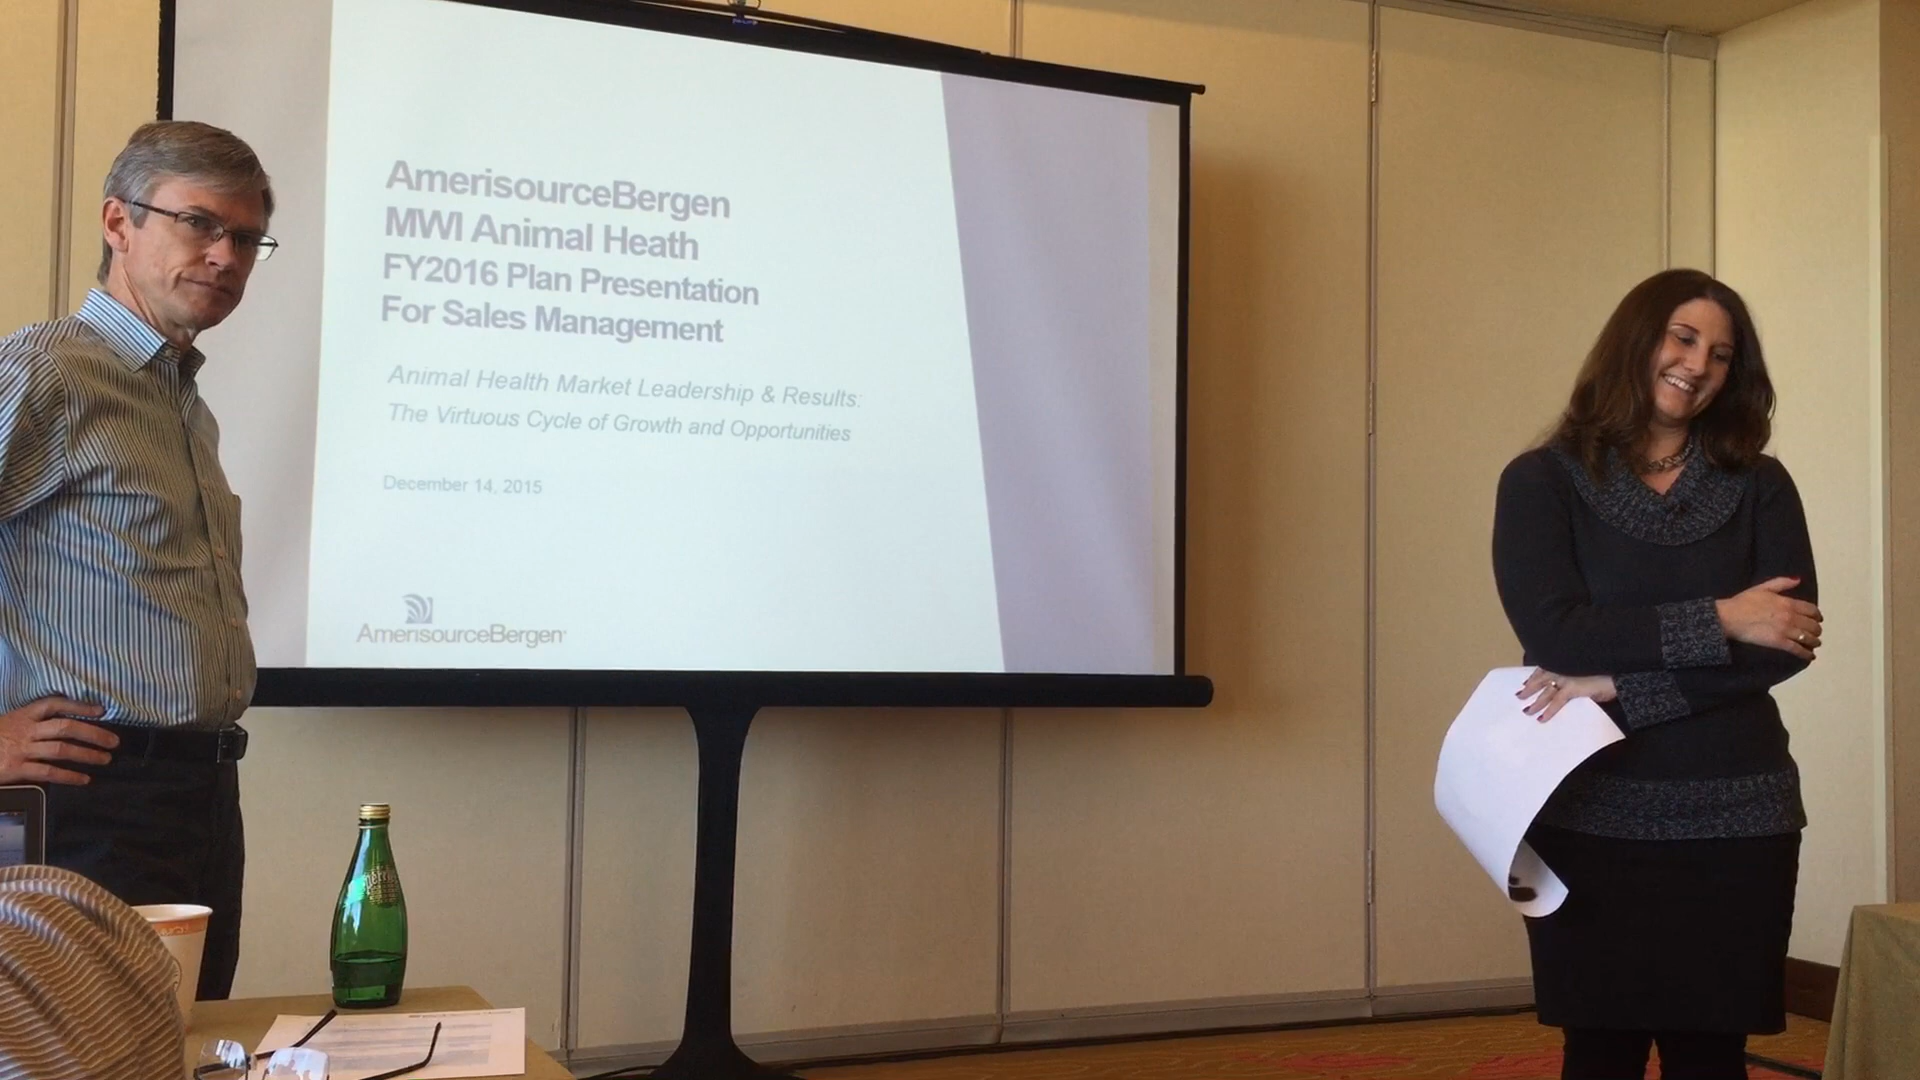 AmerisourceBergen
MWI Animal Heath
FY2016 Plan Presentation
For Sales Management
Animal Health Market Leadership & Results:
The Virtuous Cycle of Growth and Opportunities
December 14, 2015
AmerisourceBergen
Perrier